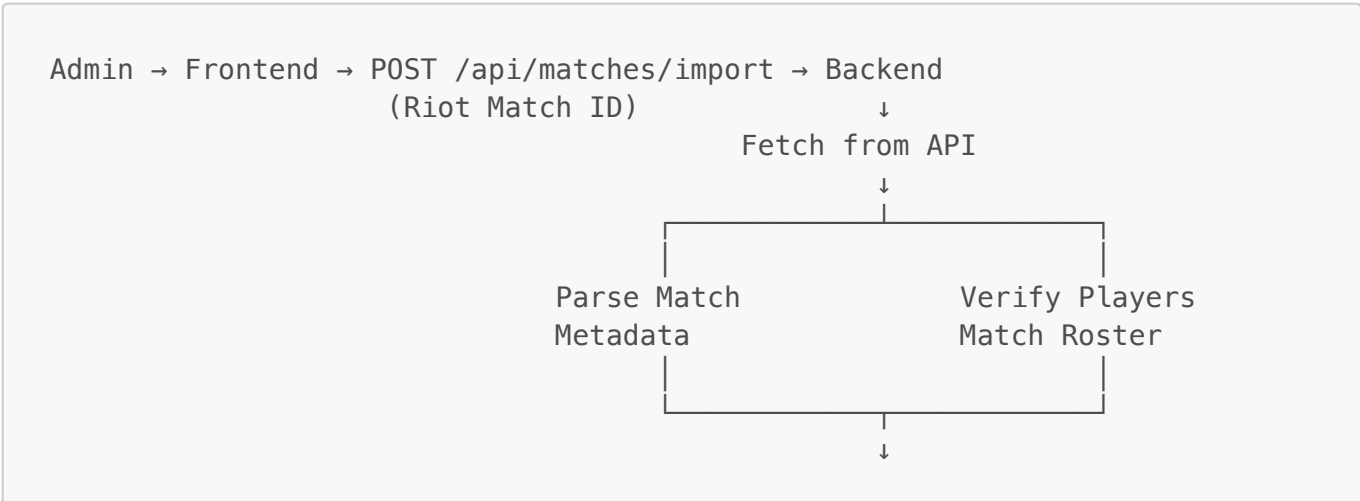 Admin → Frontend → POST /api/matches/import → Backend
(Riot Match ID) ↓
Fetch from API
↓
Parse Match Verify Players
Metadata Match Roster
↓